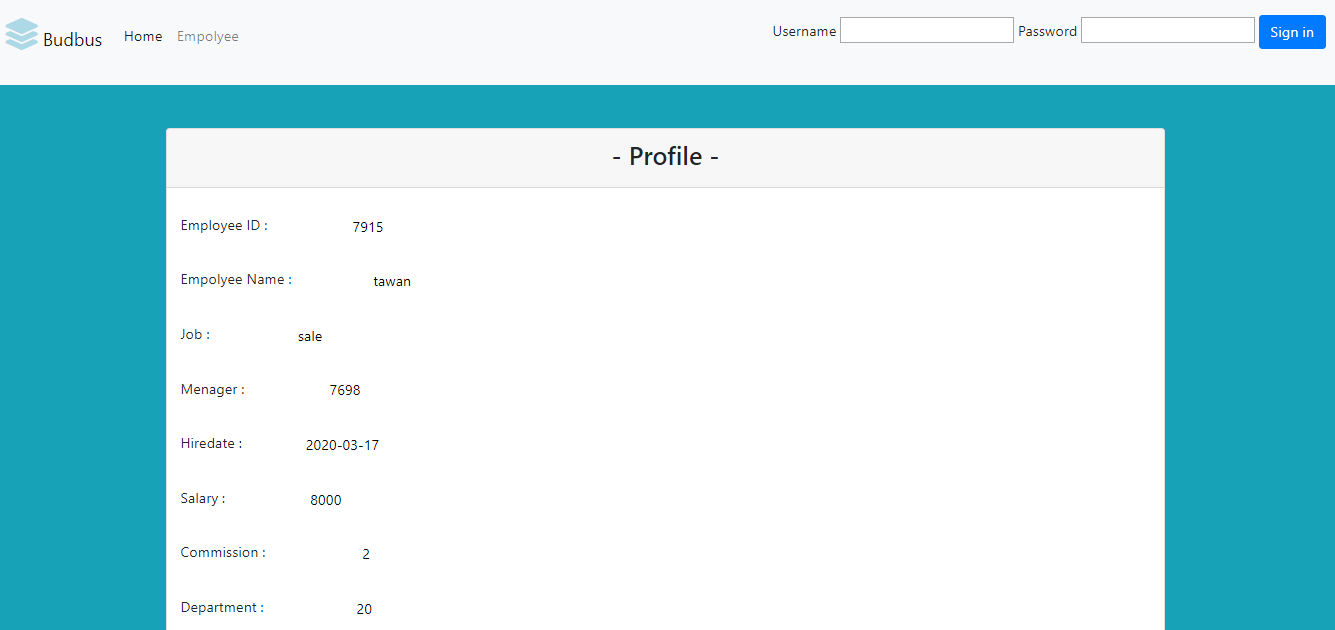 Budbus Home Empolyee Username Password Sign in
- Profile -
Employee ID : 7915
Empolyee Name : tawan
Job : sale
Menager : 7698
Hiredate : 2020-03-17
Salary : 8000
Commission : 2
Department : 20